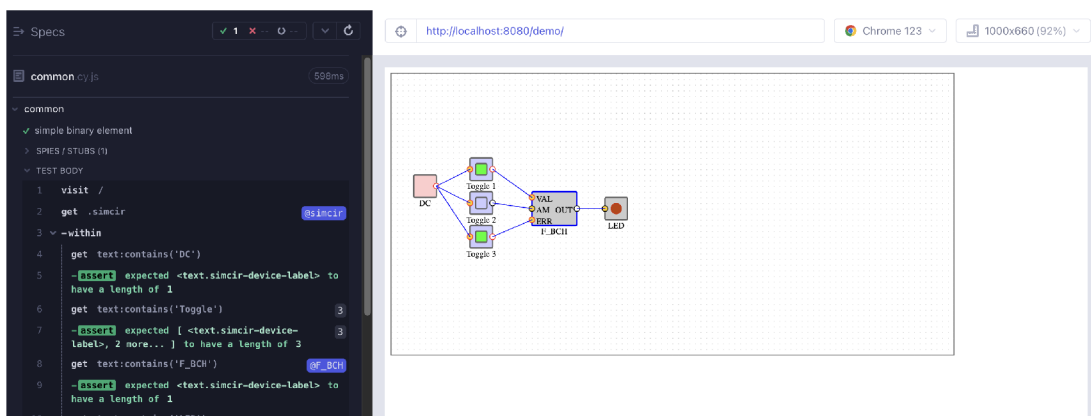 Specs
1 -- --
http://localhost:8080/demo/
Chrome 123
1000x660 (92%)
common.cy.js
598ms
common
simple binary element
SPIES / STUBS (1)
TEST BODY
1 visit /
2 get .simcir @simcir
3 -within
4 get text:contains('DC')
5 -assert expected <text.simcir-device-label> to
have a length of 1
6 get text:contains('Toggle') 3
7 -assert expected [ <text.simcir-device- 3
label>, 2 more... ] to have a length of 3
8 get text:contains('F_BCH') @F_BCH
9 -assert expected <text.simcir-device-label> to
have a length of 1
DC
Toggle 1
Toggle 2
Toggle 3
VAL
AM OUT
ERR
F_BCH
LED